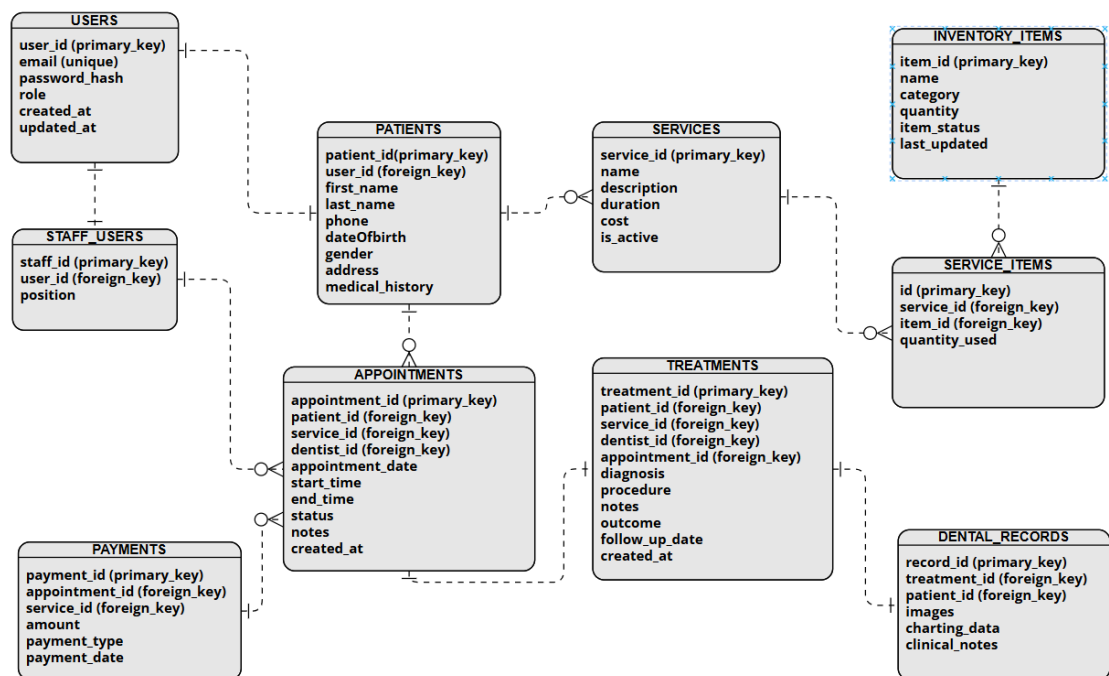 USERS
user_id (primary_key)
email (unique)
password_hash
role
created_at
updated_at
STAFF_USERS
staff_id (primary_key)
user_id (foreign_key)
position
PATIENTS
patient_id(primary_key)
user_id (foreign_key)
first_name
last_name
phone
dateOfbirth
gender
address
medical_history
SERVICES
service_id (primary_key)
name
description
duration
cost
is_active
INVENTORY_ITEMS
item_id (primary_key)
name
category
quantity
item_status
last_updated
SERVICE_ITEMS
id (primary_key)
service_id (foreign_key)
item_id (foreign_key)
quantity_used
APPOINTMENTS
appointment_id (primary_key)
patient_id (foreign_key)
service_id (foreign_key)
dentist_id (foreign_key)
appointment_date
start_time
end_time
status
notes
created_at
TREATMENTS
treatment_id (primary_key)
patient_id (foreign_key)
service_id (foreign_key)
dentist_id (foreign_key)
appointment_id (foreign_key)
diagnosis
procedure
notes
outcome
follow_up_date
created_at
PAYMENTS
payment_id (primary_key)
appointment_id (foreign_key)
service_id (foreign_key)
amount
payment_type
payment_date
DENTAL_RECORDS
record_id (primary_key)
treatment_id (foreign_key)
patient_id (foreign_key)
images
charting_data
clinical_notes